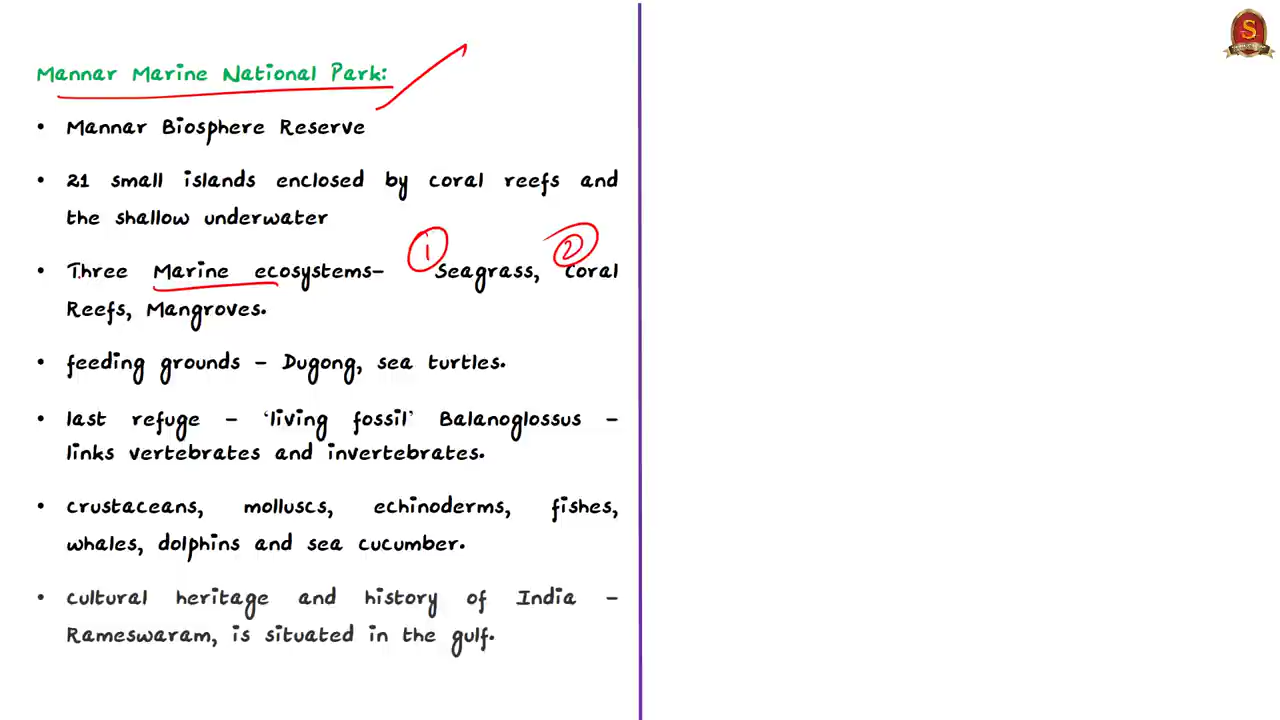 Mannar Marine National Park:
• Mannar Biosphere Reserve
• 21 small islands enclosed by coral reefs and
the shallow underwater
1 2
• Three Marine ecosystems- Seagrass, Coral
Reefs, Mangroves.
• feeding grounds - Dugong, sea turtles.
• last refuge - 'living fossil' Balanoglossus -
links vertebrates and invertebrates.
• crustaceans, molluscs, echinoderms, fishes,
whales, dolphins and sea cucumber.
• cultural heritage and history of India -
Rameswaram, is situated in the gulf.
S